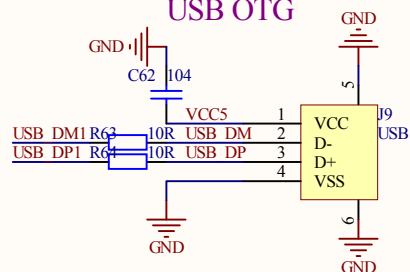 USB OTG
GND
GND
C62 104
5
VCC5 1 VCC J9
USB_DM1 R63 10R USB_DM 2 D- USB
USB_DP1 R64 10R USB_DP 3 D+
4 VSS
6
GND
GND